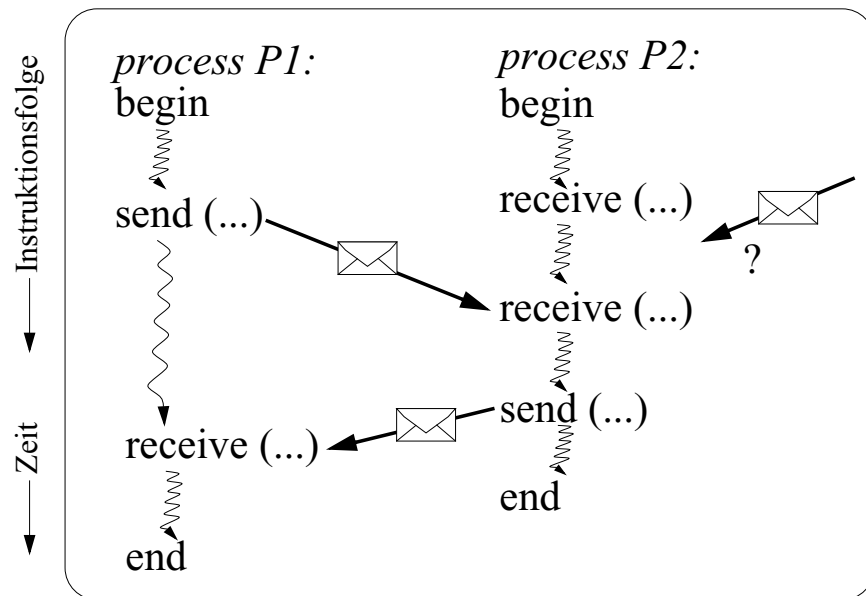 process P1:
begin
send (...)
receive (...)
end
process P2:
begin
receive (...)
?
receive (...)
send (...)
end
Instruktionsfolge
Zeit